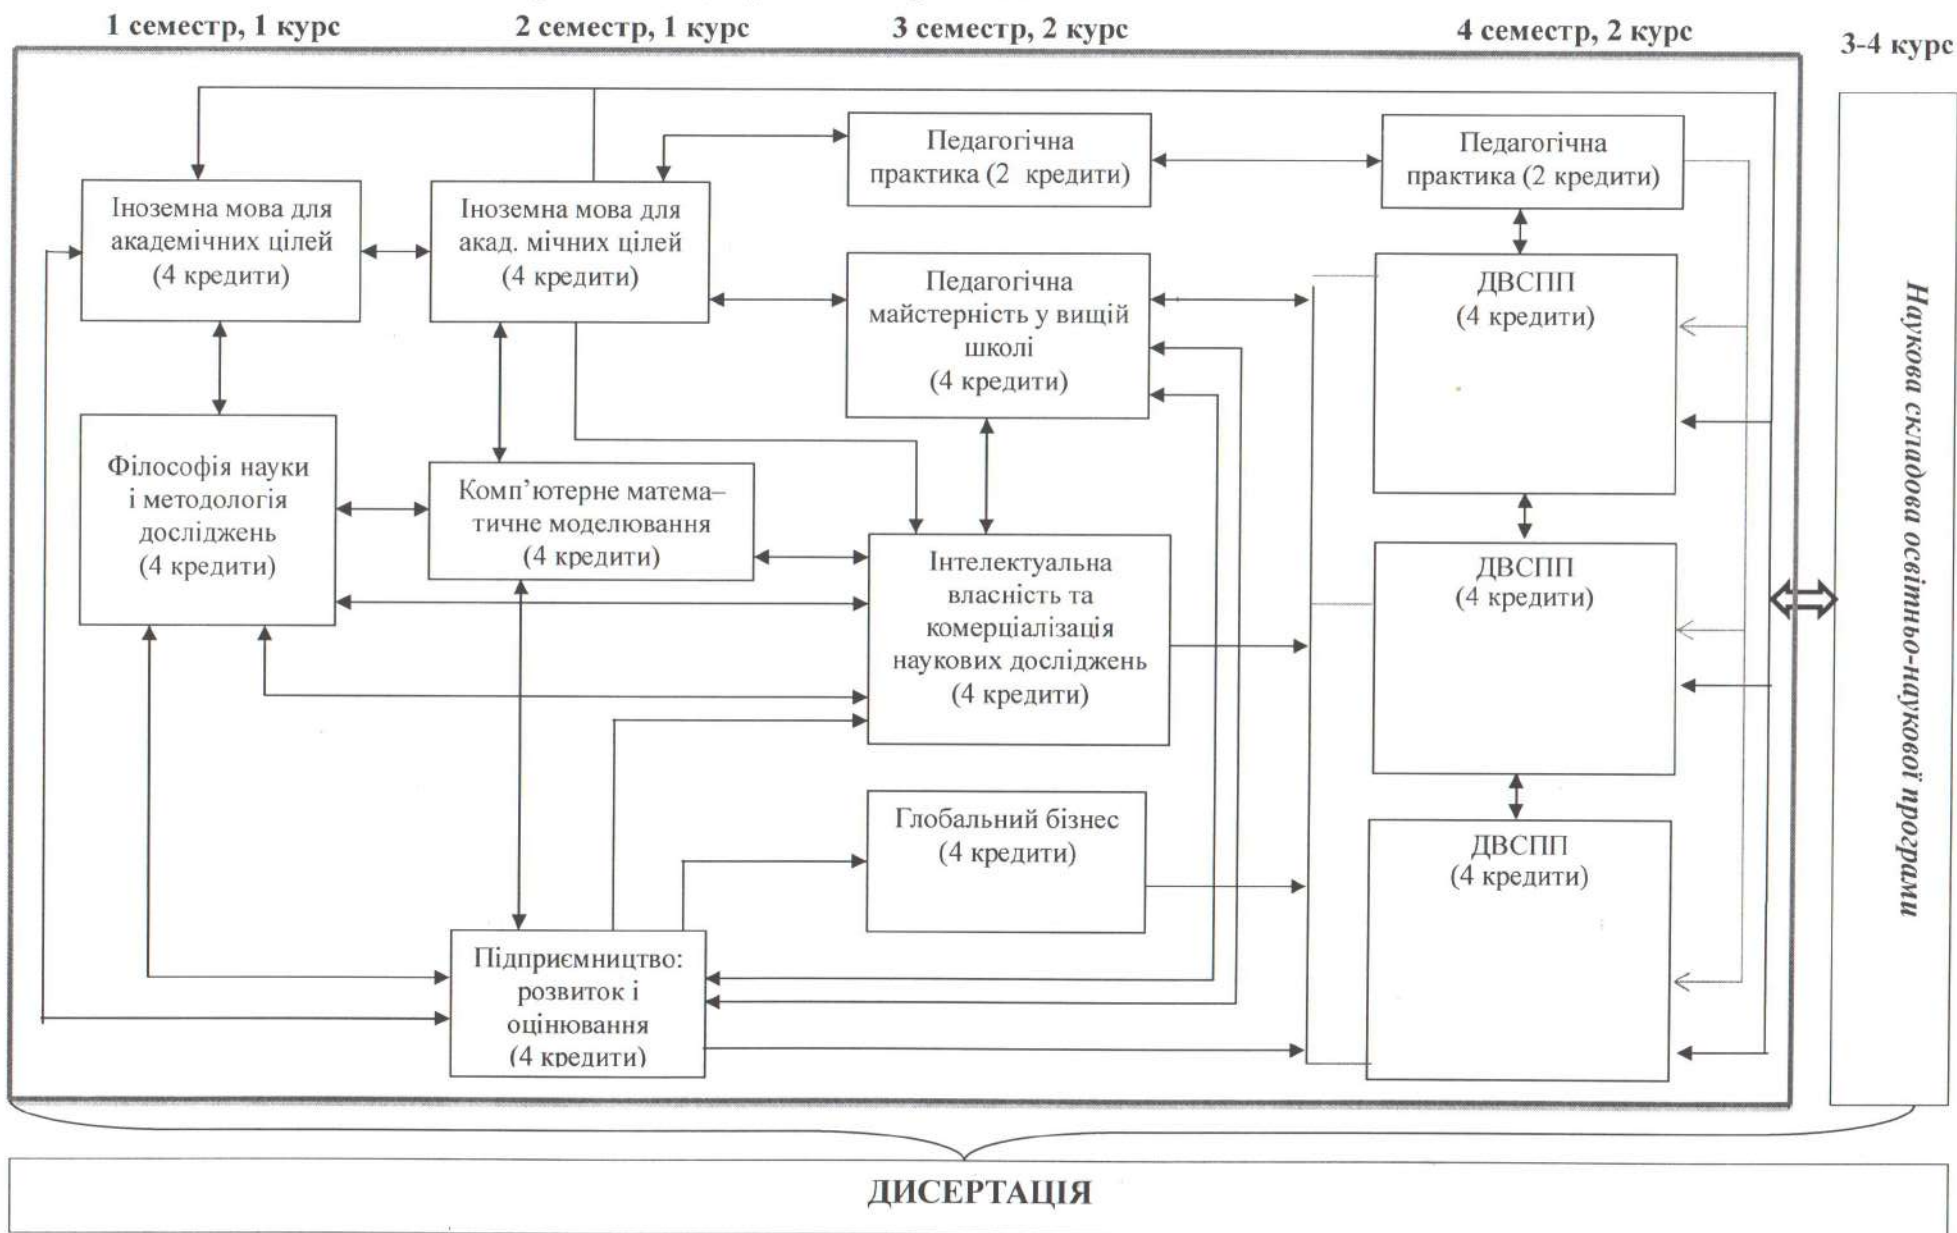 1 семестр, 1 курс
2 семестр, 1 курс
3 семестр, 2 курс
4 семестр, 2 курс
3-4 курс
Іноземна мова для
академічних цілей
(4 кредити)
Філософія науки
і методологія
досліджень
(4 кредити)
Іноземна мова для
акад. мічних цілей
(4 кредити)
Комп’ютерне матема–
тичне моделювання
(4 кредити)
Підприємництво:
розвиток і
оцінювання
(4 кредити)
Педагогічна
практика (2 кредити)
Педагогічна
майстерність у вищій
школі
(4 кредити)
Інтелектуальна
власність та
комерціалізація
наукових досліджень
(4 кредити)
Глобальний бізнес
(4 кредити)
Педагогічна
практика (2 кредити)
ДВСПП
(4 кредити)
ДВСПП
(4 кредити)
ДВСПП
(4 кредити)
Наукова складова освітньо-наукової програми
ДИСЕРТАЦІЯ